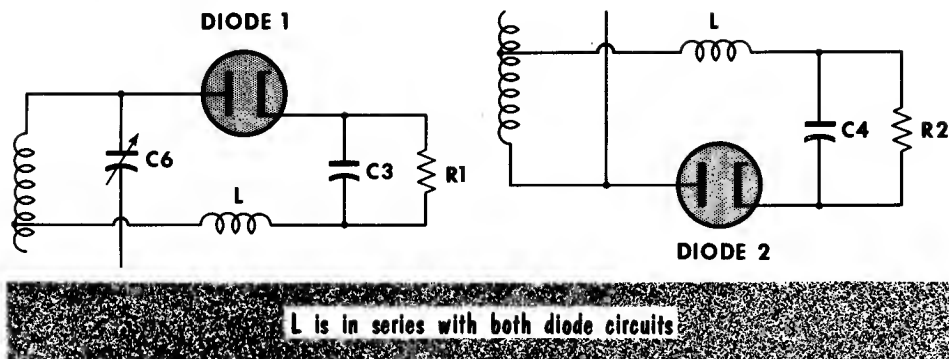 DIODE 1
C6
L
C3
R1
L
C4
R2
DIODE 2
L is in series with both diode circuits